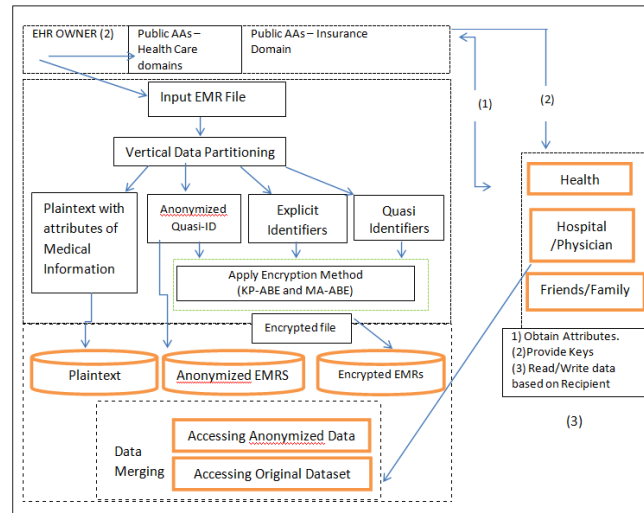 EHR OWNER (2)
Public AAs –
Health Care
domains
Public AAs – Insurance
Domain
Input EMR File
(1)
(2)
Vertical Data Partitioning
Plaintext with
attributes of
Medical
Information
Anonymized
Quasi-ID
Explicit
Identifiers
Quasi
Identifiers
Health
Hospital
/Physician
Friends/Family
Apply Encryption Method
(KP-ABE and MA-ABE)
Encrypted file
1) Obtain Attributes.
(2)Provide Keys
(3) Read/Write data
based on Recipient
(3)
Plaintext
Anonymized EMRS
Encrypted EMRs
Data
Merging
Accessing Anonymized Data
Accessing Original Dataset